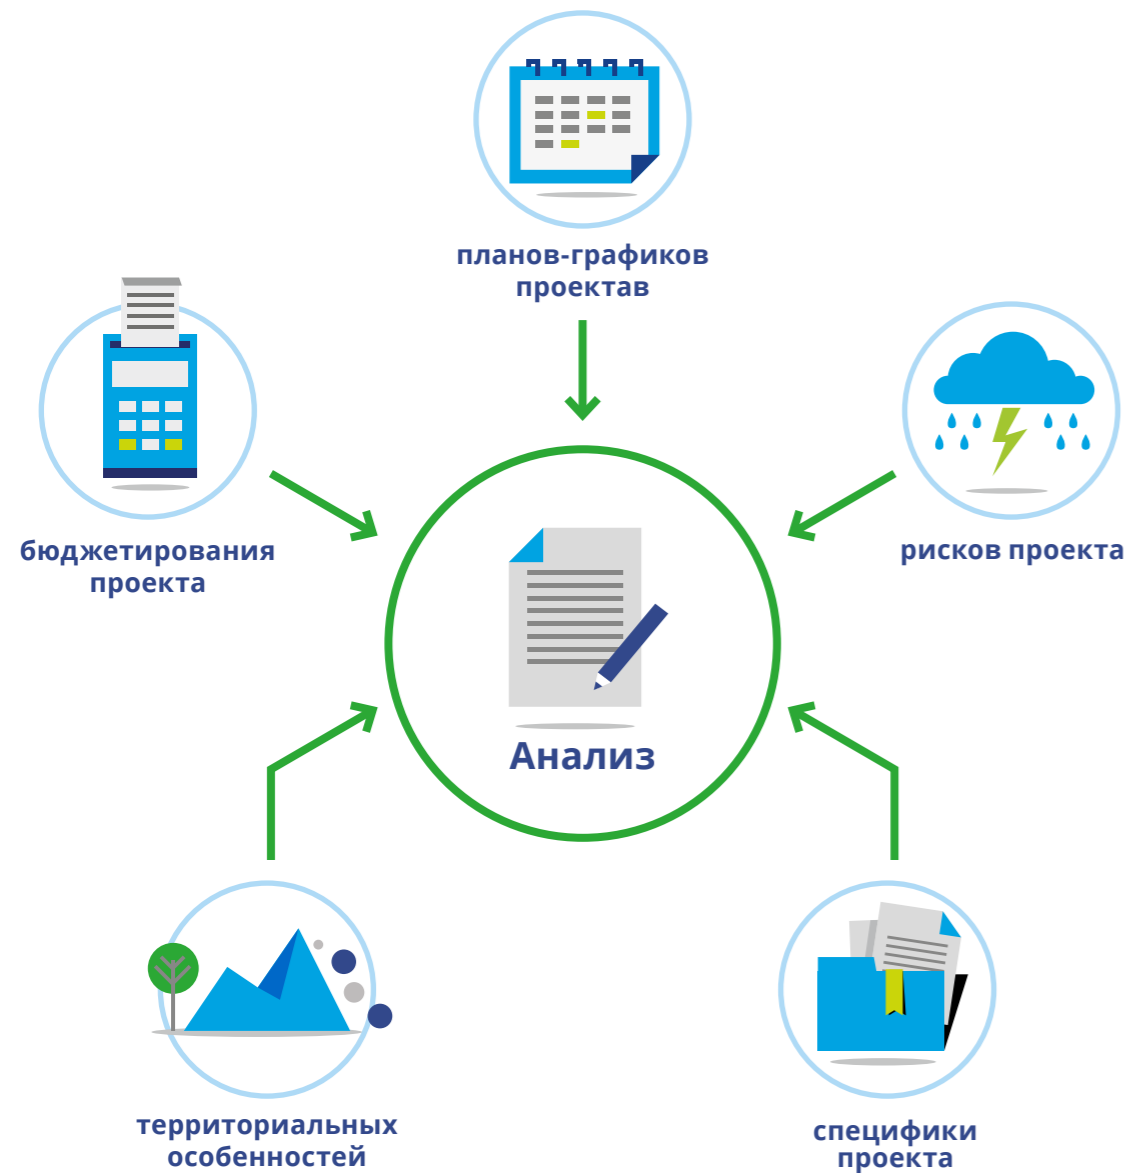 планов-графиков
проектав
бюджетирования
проекта
рисков проекта
Анализ
территориальных
особенностей
специфики
проекта